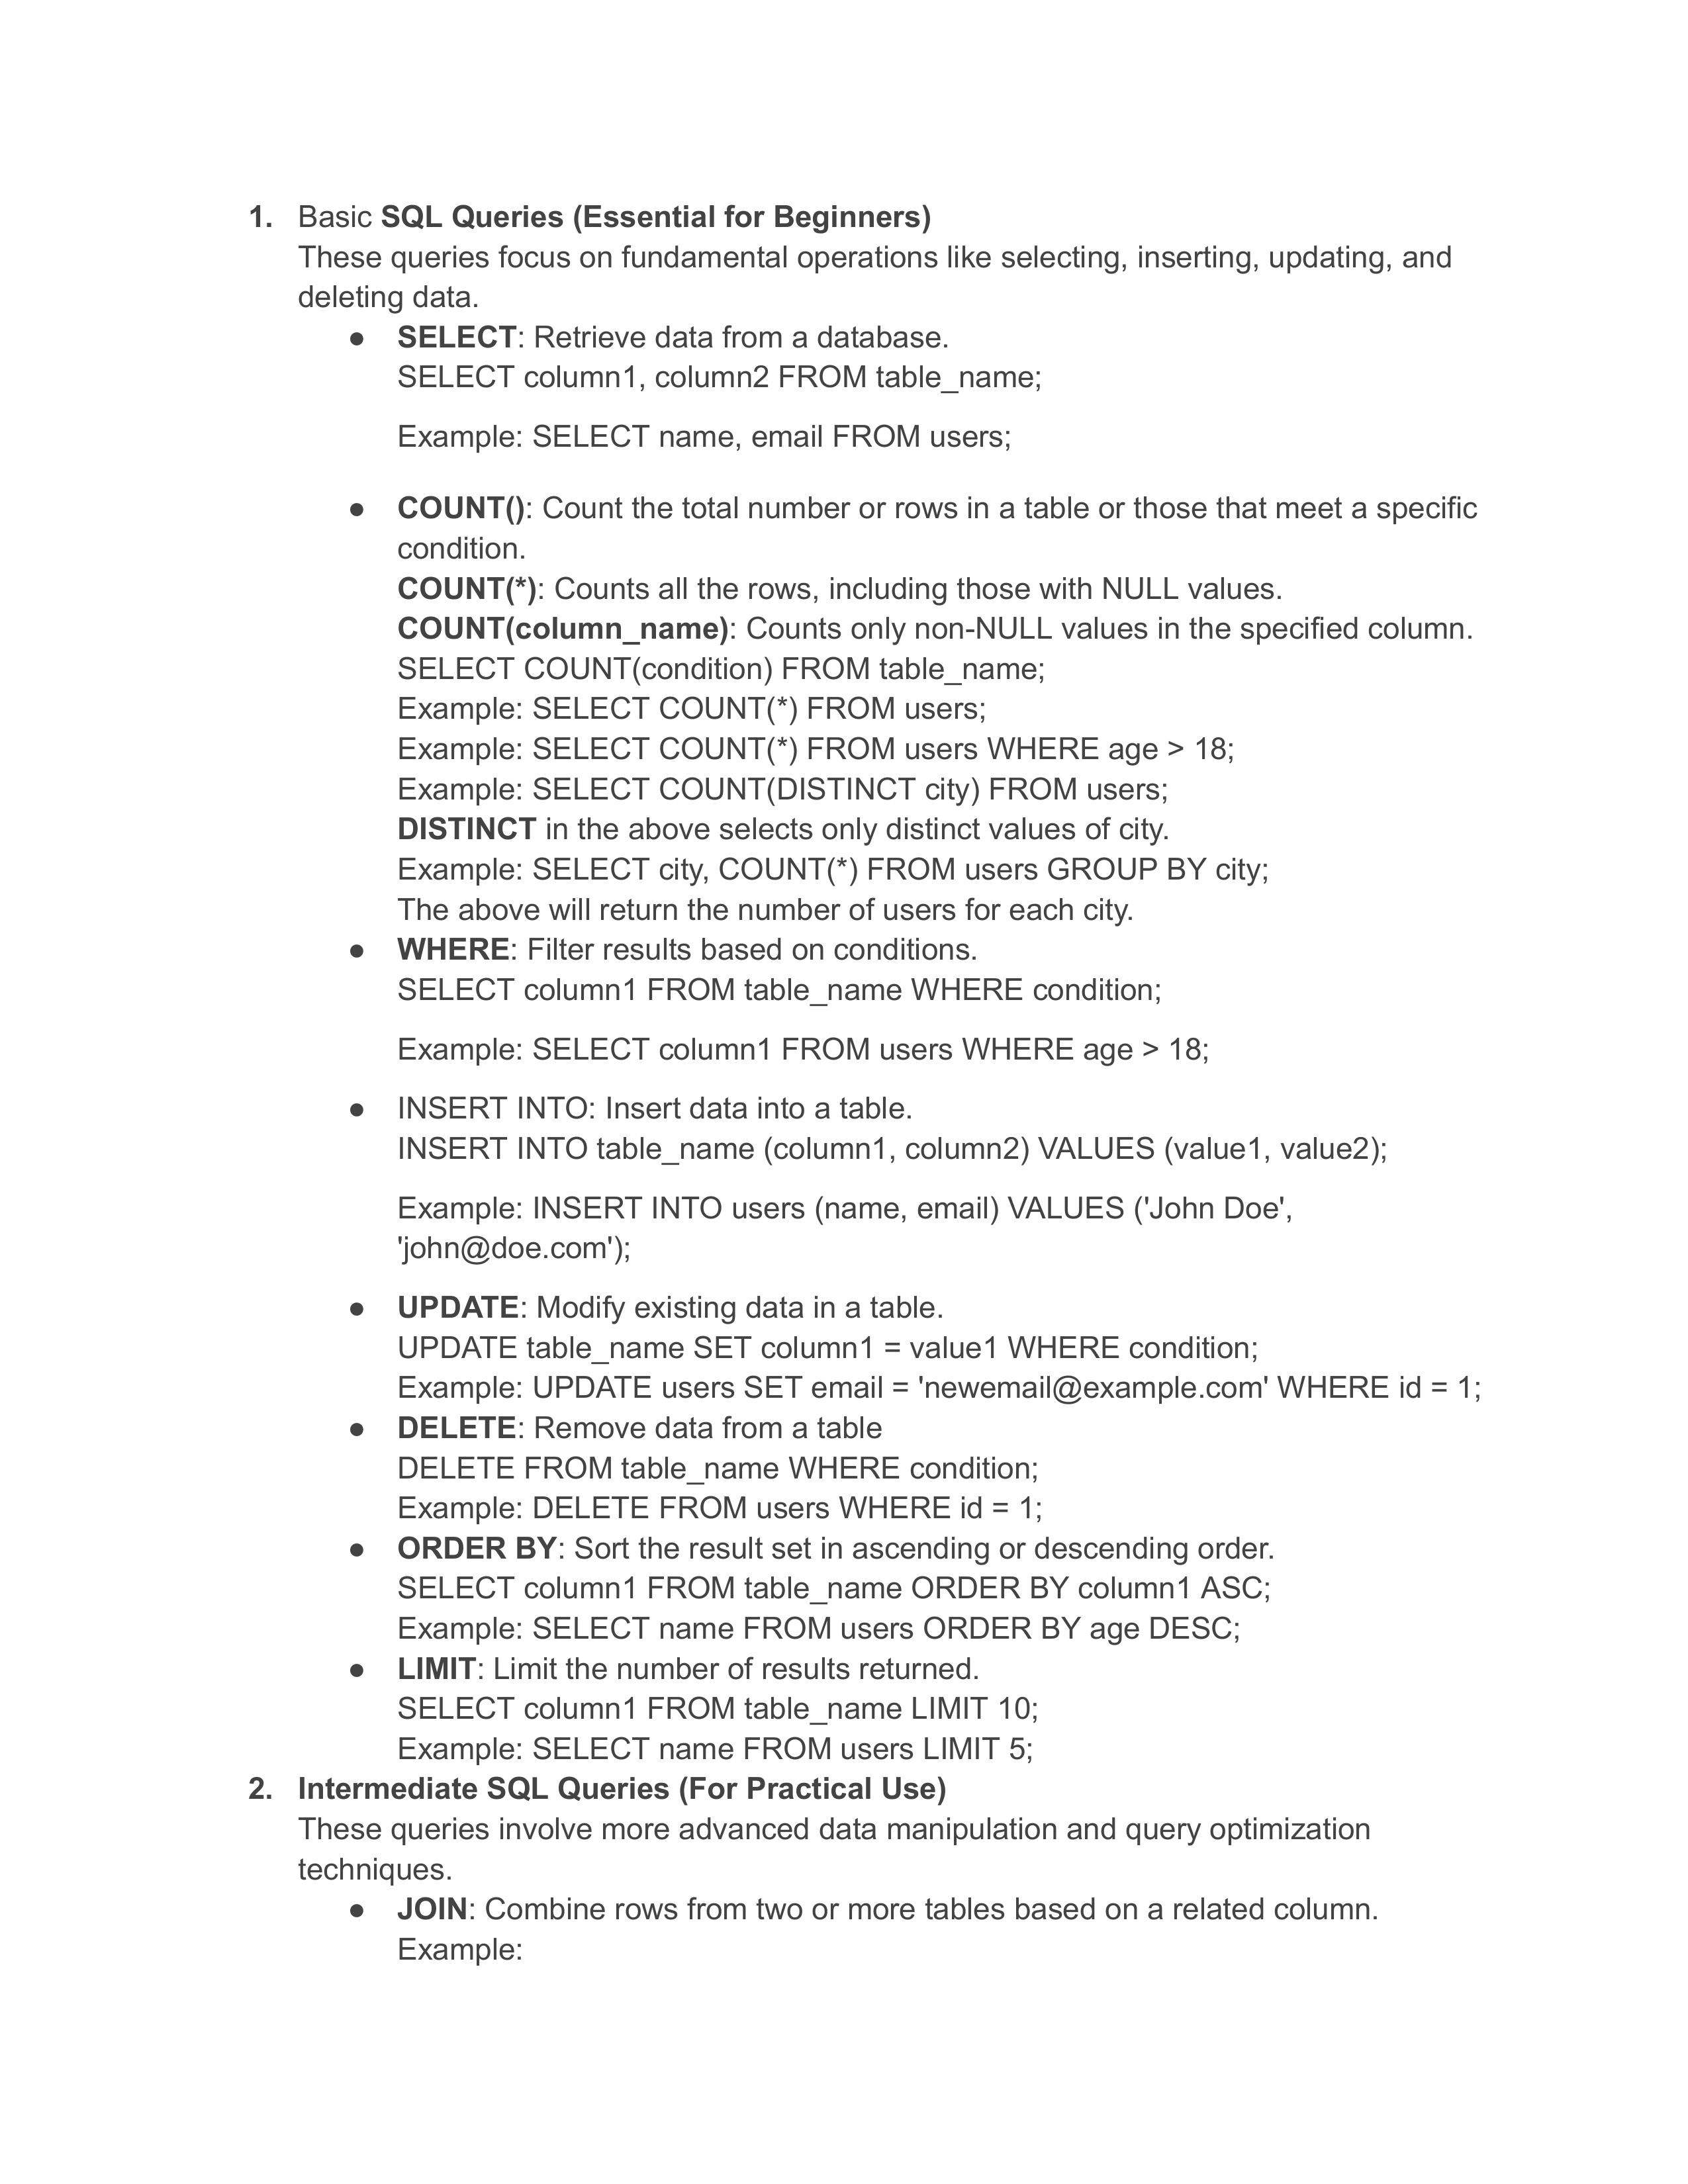 1. Basic SQL Queries (Essential for Beginners)
These queries focus on fundamental operations like selecting, inserting, updating, and
deleting data.
● SELECT: Retrieve data from a database.
SELECT column1, column2 FROM table_name;
Example: SELECT name, email FROM users;
● COUNT(): Count the total number or rows in a table or those that meet a specific
condition.
COUNT(*): Counts all the rows, including those with NULL values.
COUNT(column_name): Counts only non-NULL values in the specified column.
SELECT COUNT(condition) FROM table_name;
Example: SELECT COUNT(*) FROM users;
Example: SELECT COUNT(*) FROM users WHERE age > 18;
Example: SELECT COUNT(DISTINCT city) FROM users;
DISTINCT in the above selects only distinct values of city.
Example: SELECT city, COUNT(*) FROM users GROUP BY city;
The above will return the number of users for each city.
● WHERE: Filter results based on conditions.
SELECT column1 FROM table_name WHERE condition;
Example: SELECT column1 FROM users WHERE age > 18;
● INSERT INTO: Insert data into a table.
INSERT INTO table_name (column1, column2) VALUES (value1, value2);
Example: INSERT INTO users (name, email) VALUES ('John Doe',
'john@doe.com');
● UPDATE: Modify existing data in a table.
UPDATE table_name SET column1 = value1 WHERE condition;
Example: UPDATE users SET email = 'newemail@example.com' WHERE id = 1;
● DELETE: Remove data from a table
DELETE FROM table_name WHERE condition;
Example: DELETE FROM users WHERE id = 1;
● ORDER BY: Sort the result set in ascending or descending order.
SELECT column1 FROM table_name ORDER BY column1 ASC;
Example: SELECT name FROM users ORDER BY age DESC;
● LIMIT: Limit the number of results returned.
SELECT column1 FROM table_name LIMIT 10;
Example: SELECT name FROM users LIMIT 5;
2. Intermediate SQL Queries (For Practical Use)
These queries involve more advanced data manipulation and query optimization
techniques.
● JOIN: Combine rows from two or more tables based on a related column.
Example: